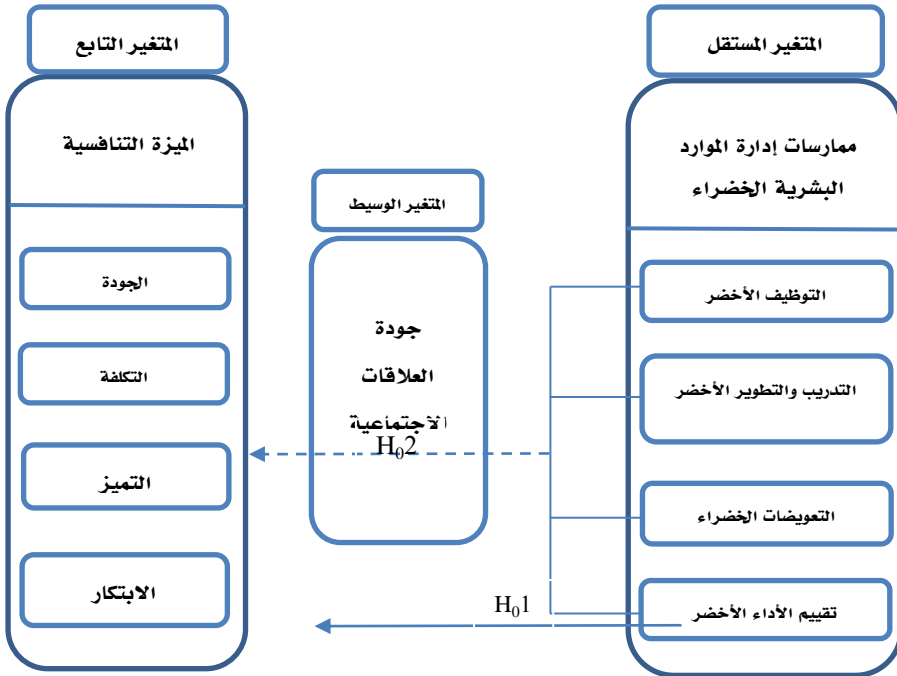 المتغير المستقل
ممارسات إدارة الموارد
البشرية الخضراء
التوظيف الأخضر
التدريب والتطوير الأخضر
التعويضات الخضراء
تقييم الأداء الأخضر
المتغير الوسيط
جودة
العلاقات
الاجتماعية
H₀2
H₀1
المتغير التابع
الميزة التنافسية
الجودة
التكلفة
التميز
الابتكار